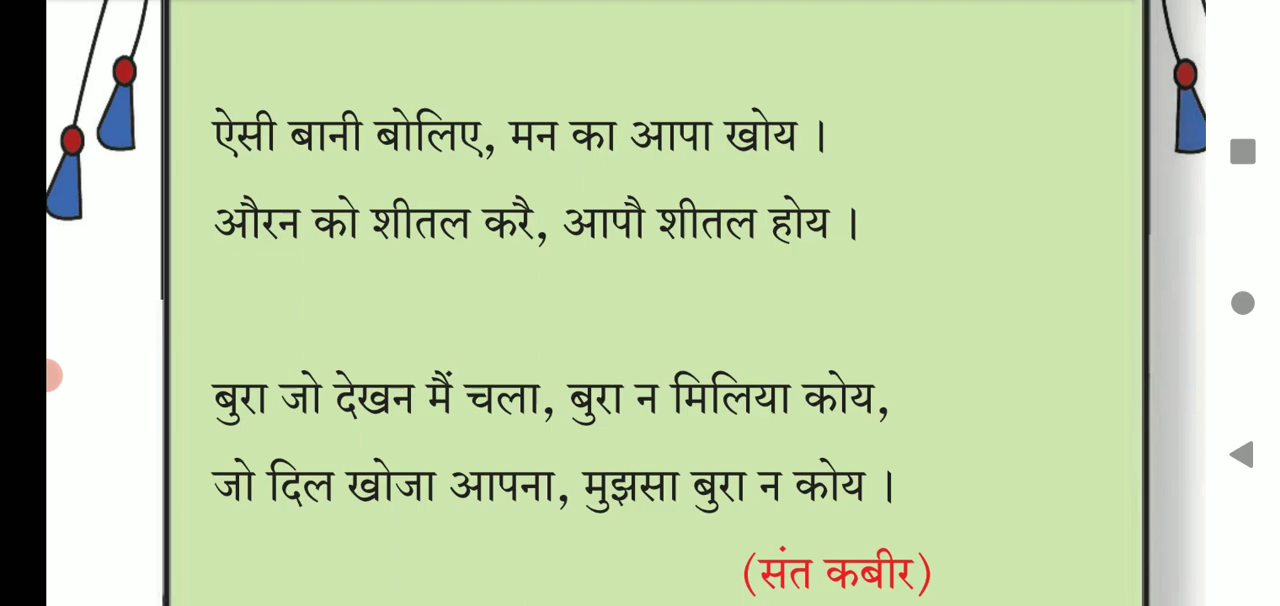 ऐसी बानी बोलिए, मन का आपा खोय ।
औरन को शीतल करै, आपौ शीतल होय ।
बुरा जो देखन मैं चला, बुरा न मिलिया कोय,
जो दिल खोजा आपना, मुझसा बुरा न कोय ।
(संत कबीर)